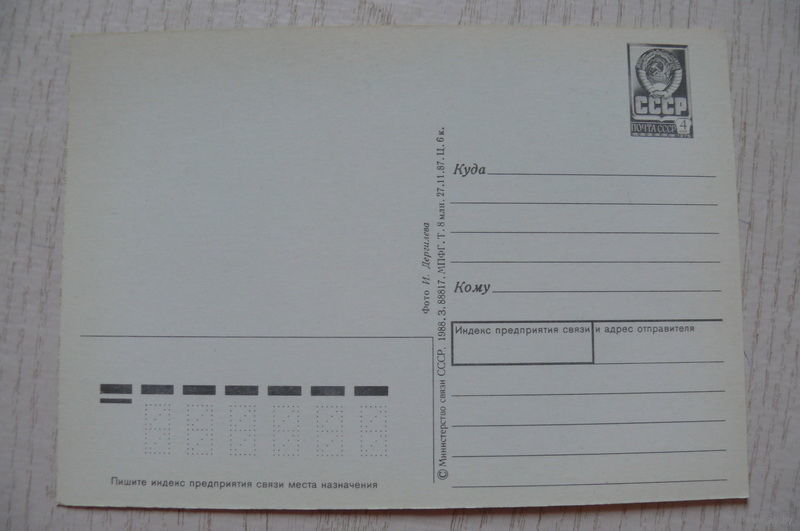 СССР
ПОЧТА СССР 4
Куда
Кому
Индекс предприятия связи и адрес отправителя
Фото И. Дергилева
© Министерство связи СССР. 1988. З. 88817. МПФГ. Т. 8 млн. 27.11.87. Ц. 6 к.
Пишите индекс предприятия связи места назначения